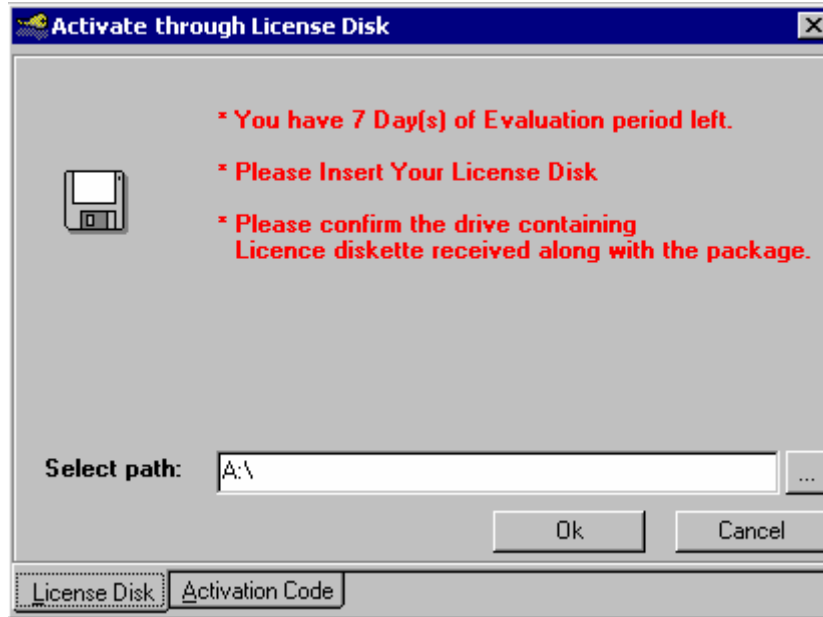 Activate through License Disk
* You have 7 Day(s) of Evaluation period left.
* Please Insert Your License Disk
* Please confirm the drive containing
Licence diskette received along with the package.
Select path: A:\ ...
Ok Cancel
License Disk Activation Code